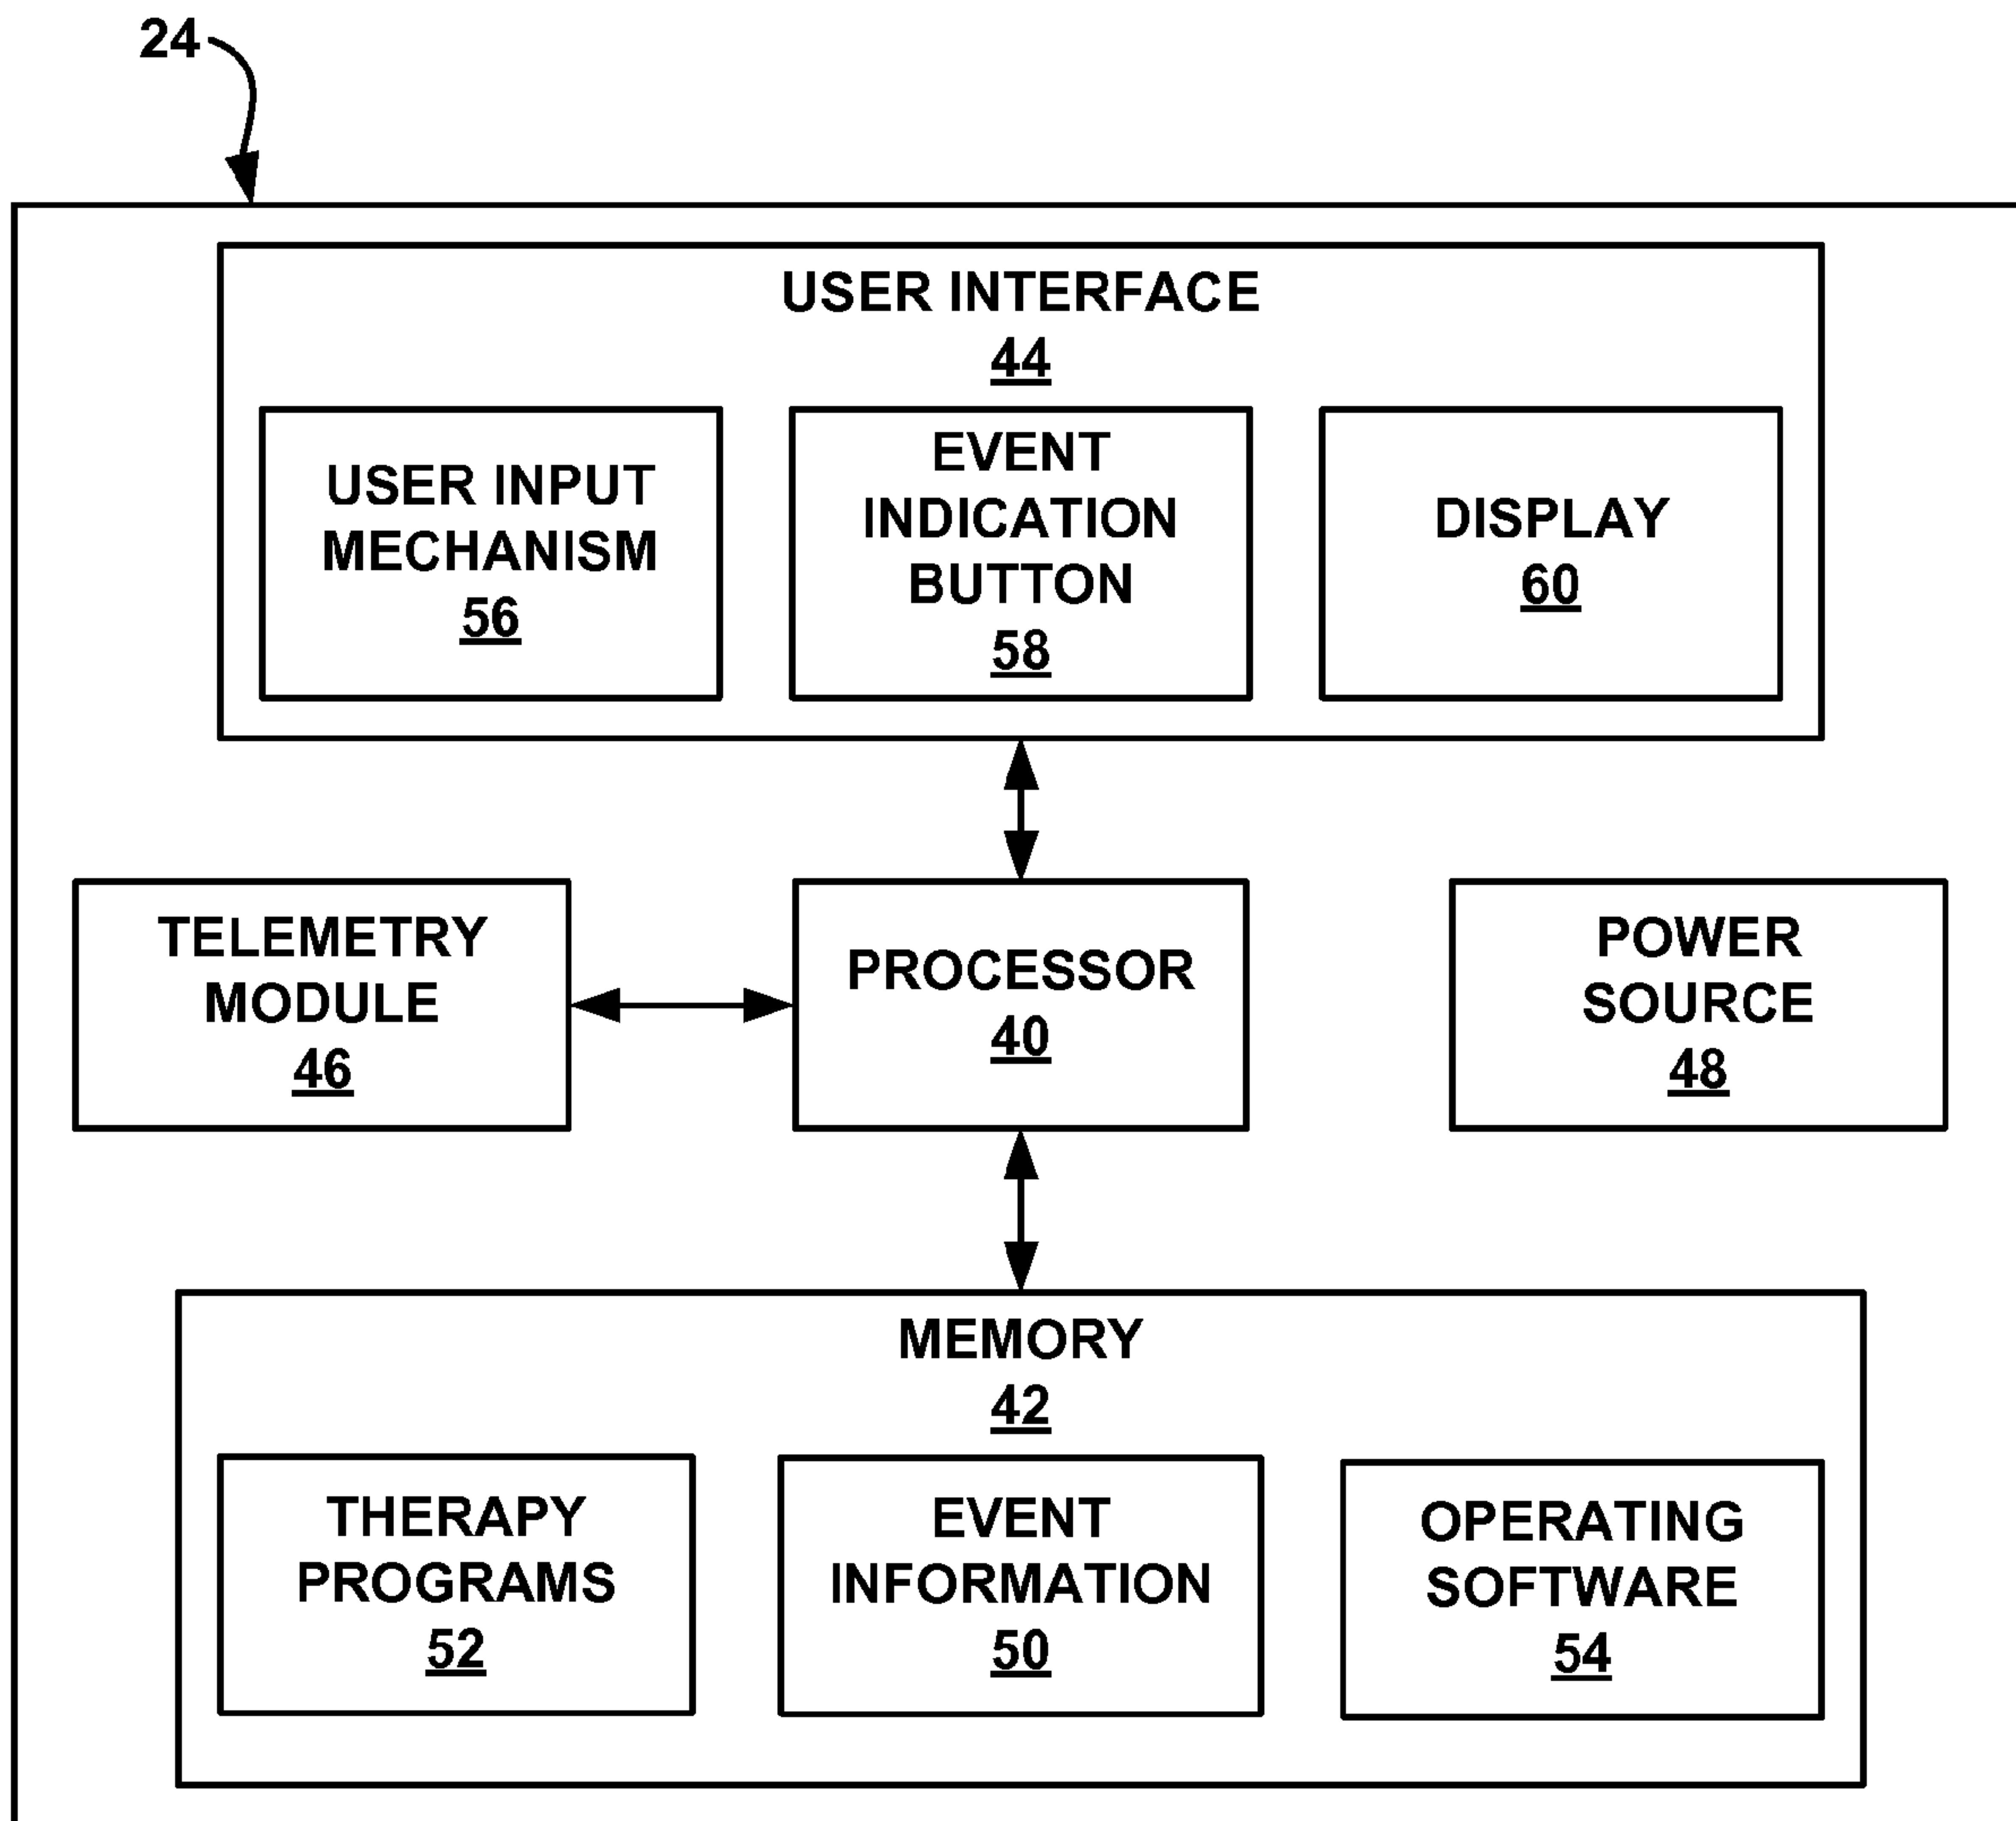 24
USER INTERFACE
44
USER INPUT
MECHANISM
56
EVENT
INDICATION
BUTTON
58
DISPLAY
60
TELEMETRY
MODULE
46
PROCESSOR
40
POWER
SOURCE
48
MEMORY
42
THERAPY
PROGRAMS
52
EVENT
INFORMATION
50
OPERATING
SOFTWARE
54